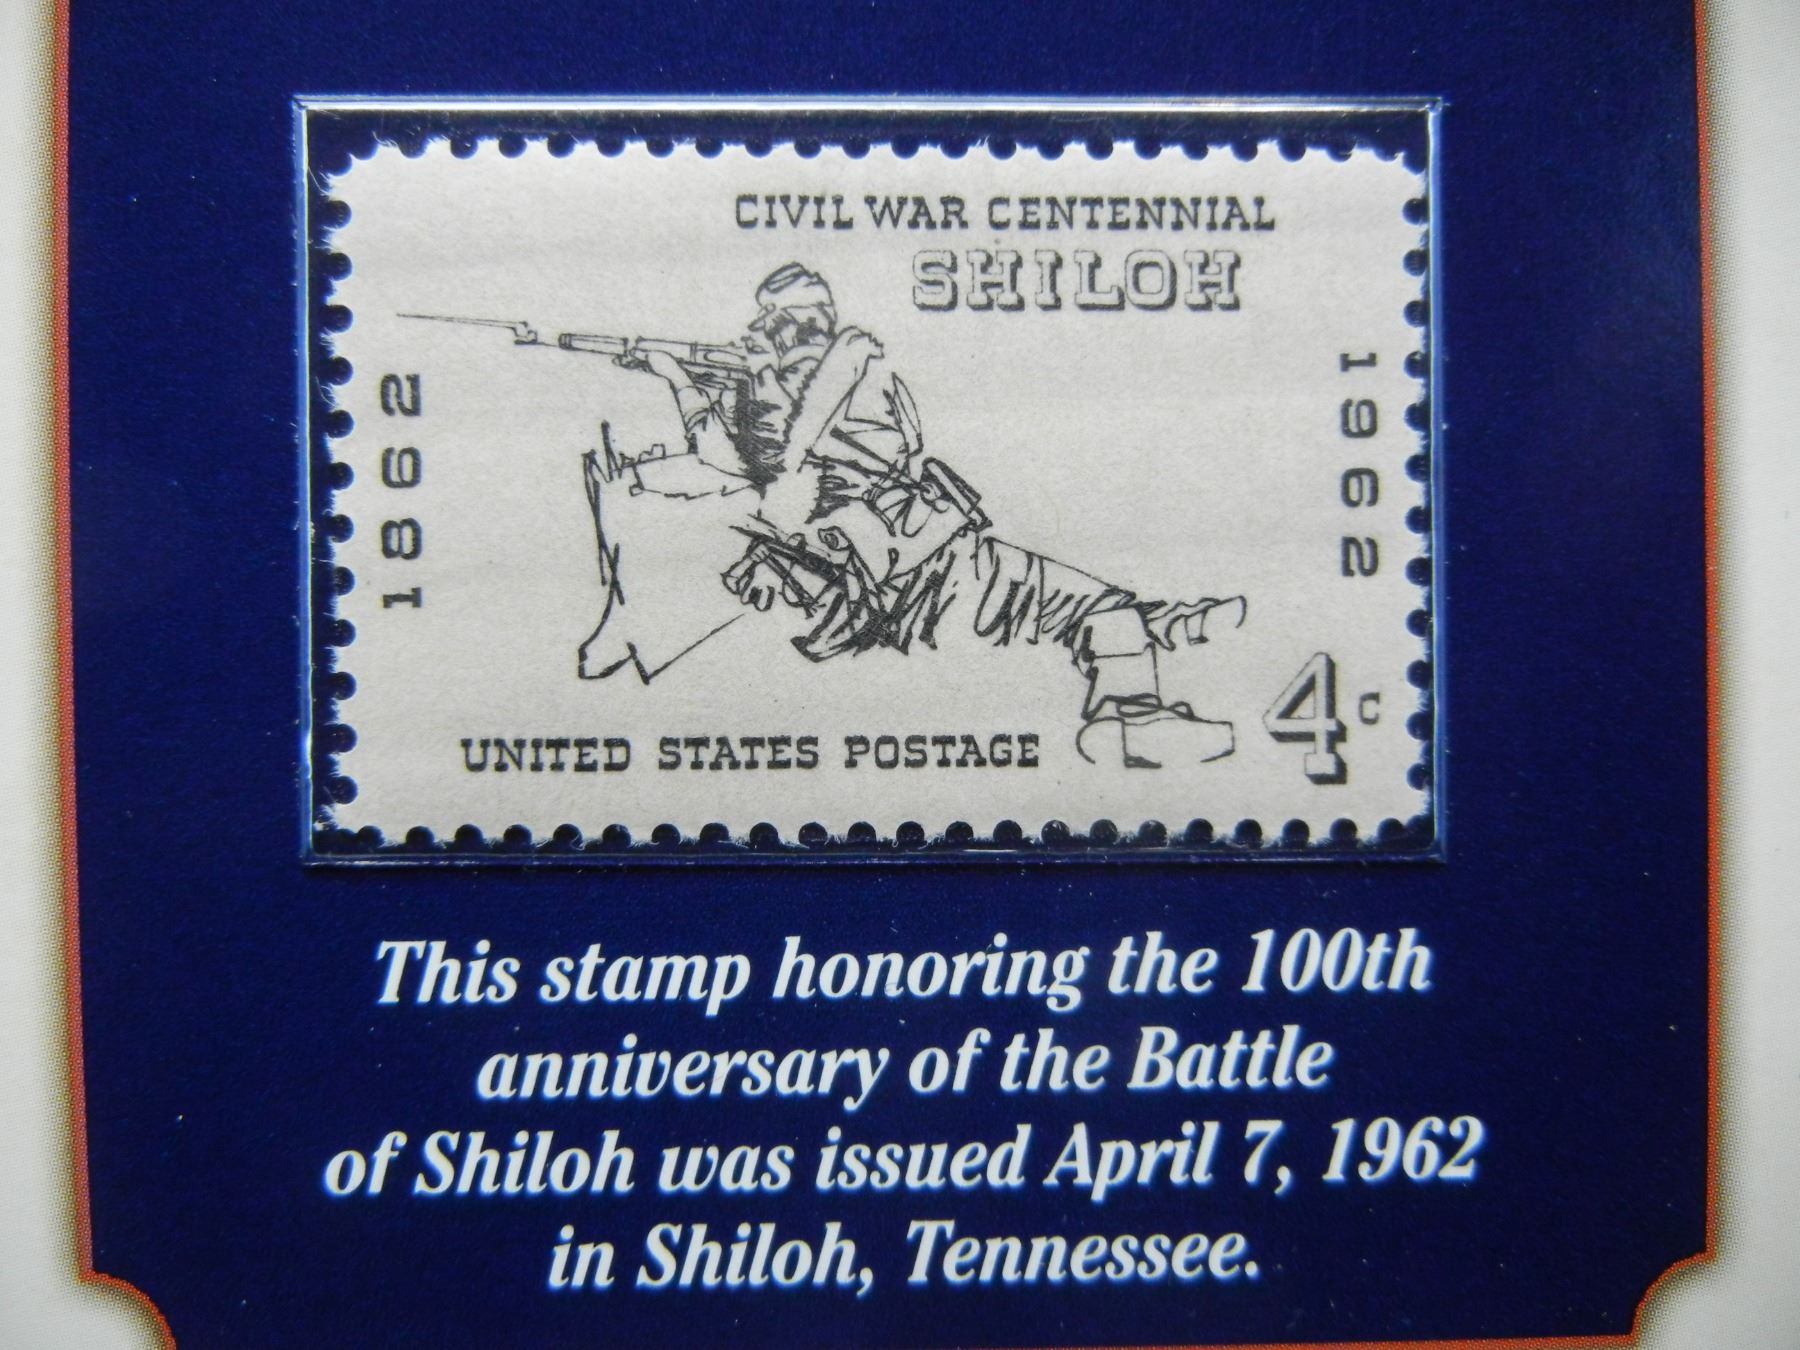 CIVIL WAR CENTENNIAL
SHILOH
1862
1962
UNITED STATES POSTAGE
4c
This stamp honoring the 100th
anniversary of the Battle
of Shiloh was issued April 7, 1962
in Shiloh, Tennessee.